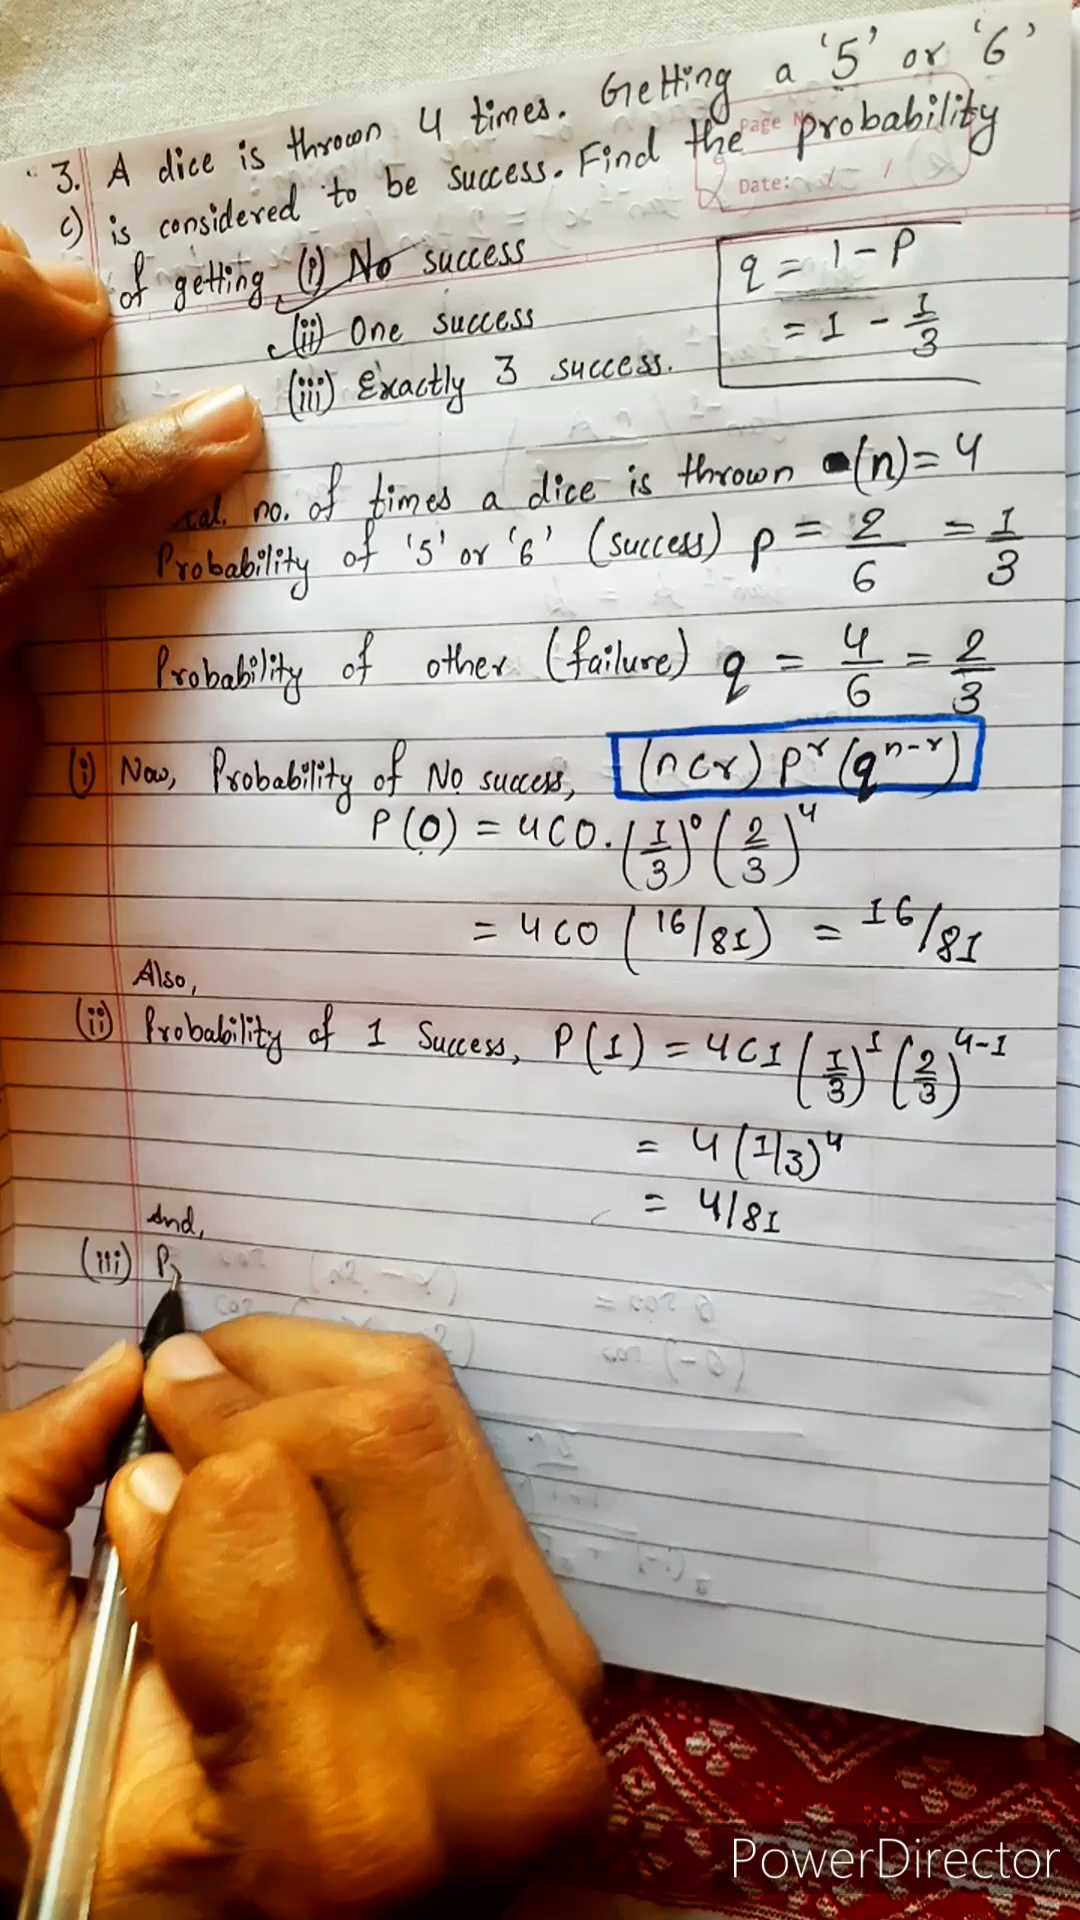 3. A dice is thrown 4 times. Getting a '5' or '6'
c) is considered to be success. Find the probability
Page
Date:
of getting (i) No success
(ii) One success
(iii) Exactly 3 success.
q = 1 - P
= 1 - 1/3
no. of times a dice is thrown (n) = 4
Probability of '5' or '6' (success) p = 2/6 = 1/3
Probability of other (failure) q = 4/6 = 2/3
(i) Now, Probability of No success, (nCr) p^r (q^n-r)
P(0) = 4C0 . (1/3)^0 (2/3)^4
= 4C0 (16/81) = 16/81
Also,
(ii) Probability of 1 Success, P(1) = 4C1 (1/3)^1 (2/3)^4-1
= 4 (1/3)^4
= 4/81
And,
(iii) P
PowerDirector